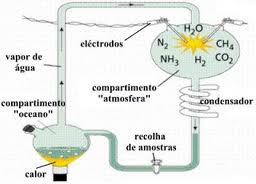 eléctrodos
vapor de
água
H2O
N2
CH4
NH3
H2
CO2
compartimento
"oceano"
compartimento
"atmosfera"
condensador
recolha
de amostras
calor